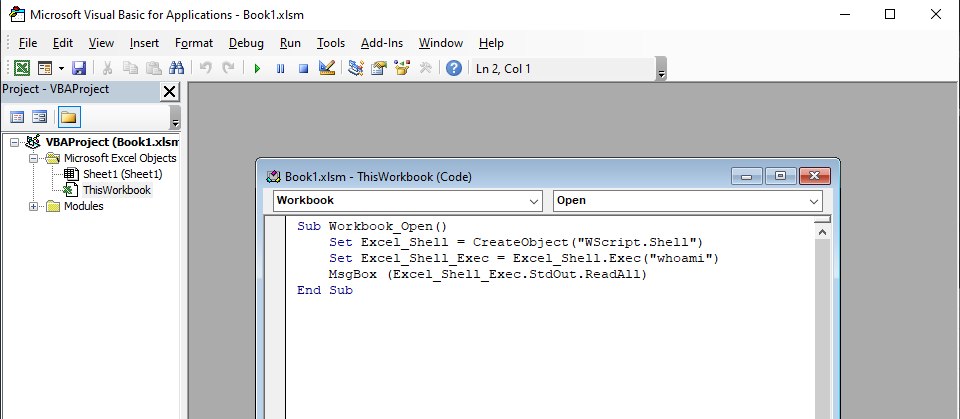 Microsoft Visual Basic for Applications - Book1.xlsm
File Edit View Insert Format Debug Run Tools Add-Ins Window Help
Ln 2, Col 1
Project - VBAProject
VBAProject (Book1.xlsm
Microsoft Excel Objects
Sheet1 (Sheet1)
ThisWorkbook
Modules
Book1.xlsm - ThisWorkbook (Code)
Workbook Open
Sub Workbook_Open()
Set Excel_Shell = CreateObject("WScript.Shell")
Set Excel_Shell_Exec = Excel_Shell.Exec("whoami")
MsgBox (Excel_Shell_Exec.StdOut.ReadAll)
End Sub